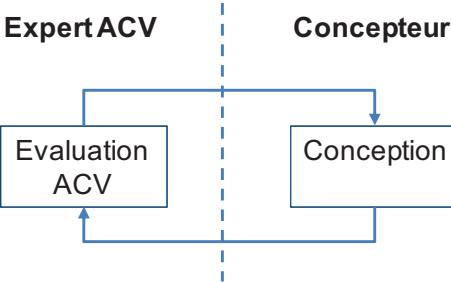 Expert ACV
Concepteur
Evaluation
ACV
Conception